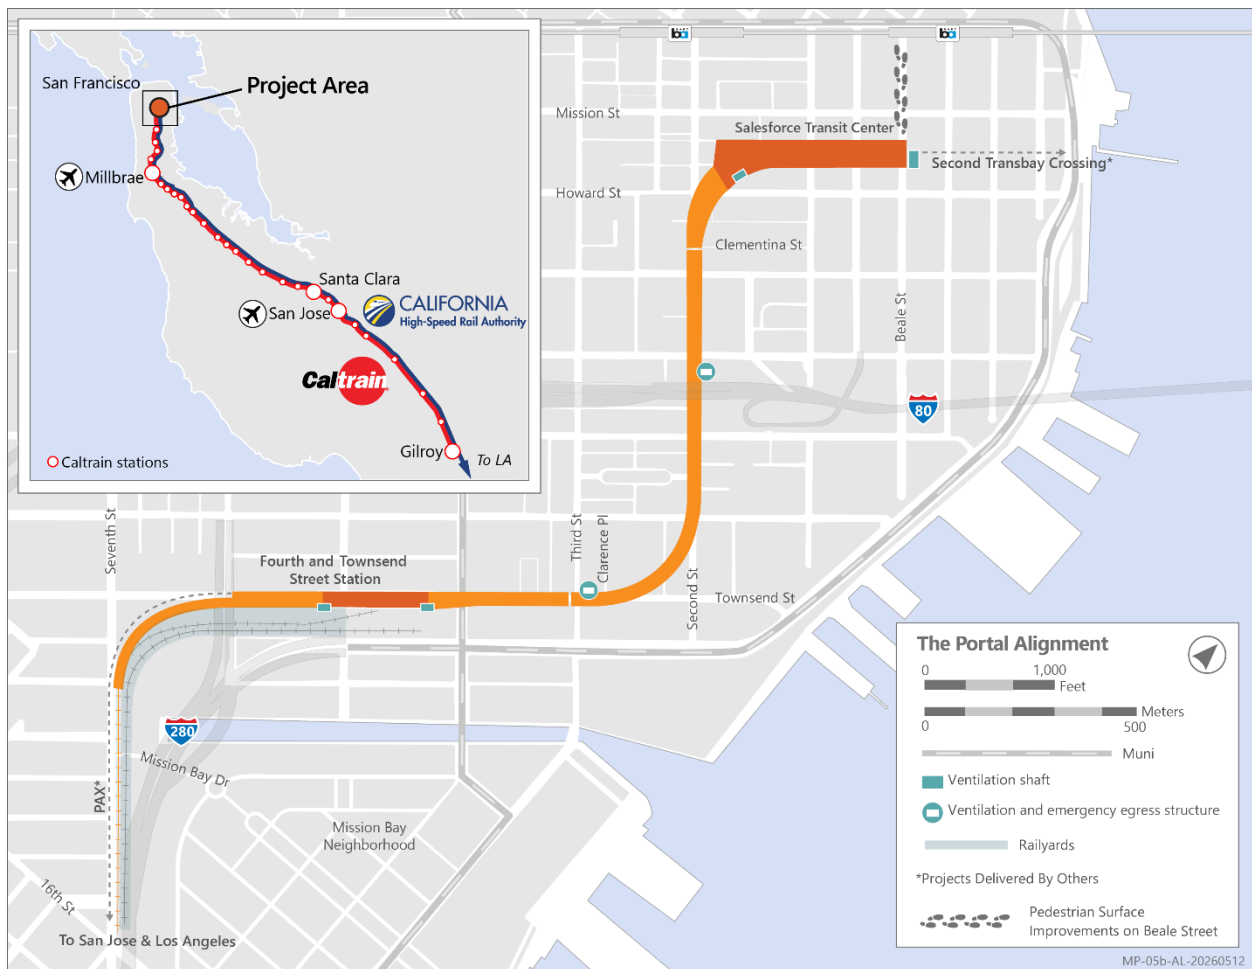 San Francisco
Project Area
Millbrae
Santa Clara
San Jose
CALIFORNIA
High-Speed Rail Authority
Caltrain
Gilroy
To LA
Caltrain stations
BART
ba
BART
ba
Mission St
Salesforce Transit Center
Second Transbay Crossing*
Howard St
Clementina St
Beale St
80
Seventh St
Third St
Clarence Pl
Second St
Fourth and Townsend
Street Station
Townsend St
280
Mission Bay Dr
PAX*
Mission Bay
Neighborhood
16th St
To San Jose & Los Angeles
The Portal Alignment
0 1,000
Feet
Meters
0 500
Muni
Ventilation shaft
Ventilation and emergency egress structure
Railyards
*Projects Delivered By Others
Pedestrian Surface
Improvements on Beale Street
MP-05b-AL-20260512